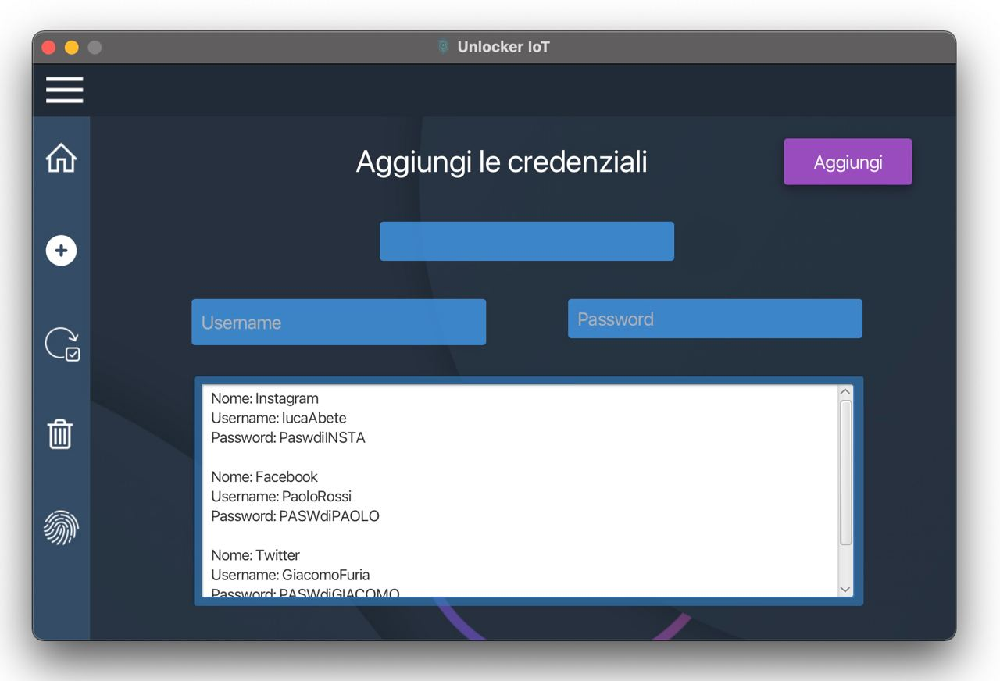 Unlocker IoT
Aggiungi le credenziali
Aggiungi
Username
Password
Nome: Instagram
Username: lucaAbete
Password: PaswdiINSTA
Nome: Facebook
Username: PaoloRossi
Password: PASWdiPAOLO
Nome: Twitter
Username: GiacomoFuria
Password: PASWdiGIACOMO